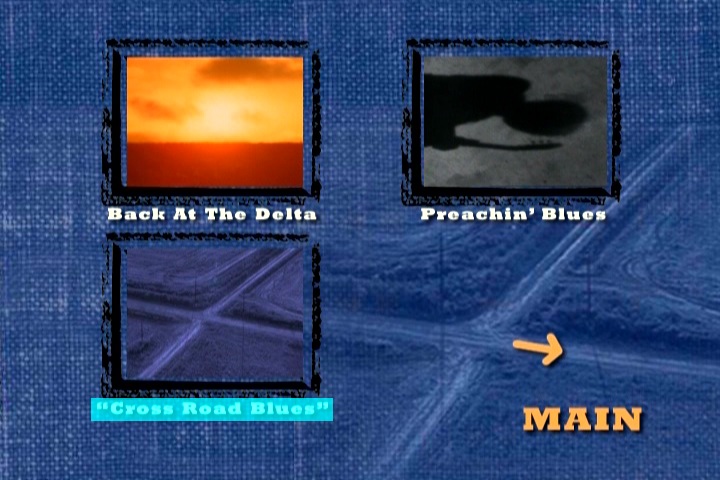 Back At The Delta
Preachin’ Blues
“Cross Road Blues”
MAIN